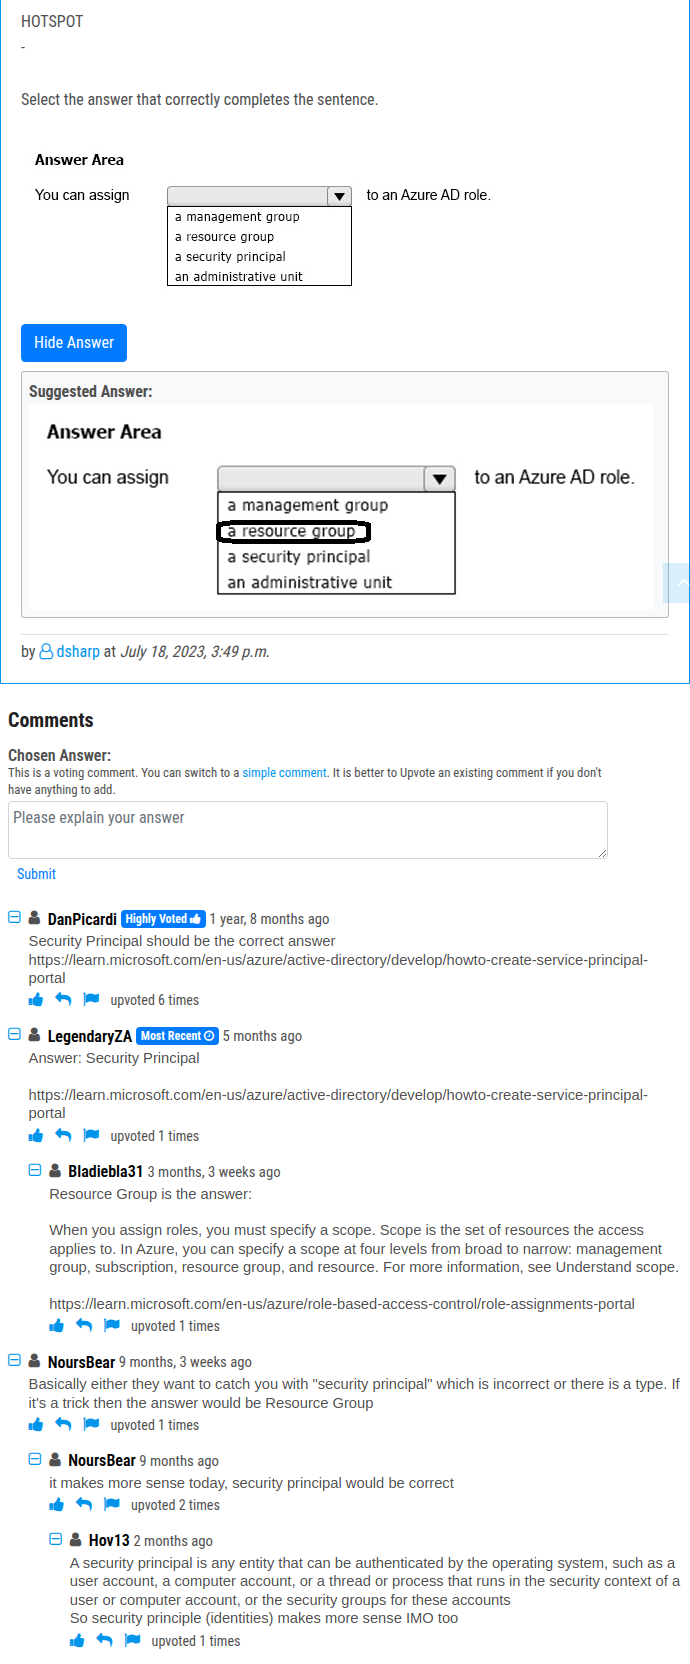 HOTSPOT
-
Select the answer that correctly completes the sentence.
Answer Area
You can assign
to an Azure AD role.
a management group
a resource group
a security principal
an administrative unit
Hide Answer
Suggested Answer:
Answer Area
You can assign
to an Azure AD role.
a management group
a resource group
a security principal
an administrative unit
by dsharp at July 18, 2023, 3:49 p.m.
Comments
Chosen Answer:
This is a voting comment. You can switch to a simple comment. It is better to Upvote an existing comment if you don't
have anything to add.
Please explain your answer
Submit
DanPicardi Highly Voted 1 year, 8 months ago
Security Principal should be the correct answer
https://learn.microsoft.com/en-us/azure/active-directory/develop/howto-create-service-principal-
portal
upvoted 6 times
LegendaryZA Most Recent 5 months ago
Answer: Security Principal
https://learn.microsoft.com/en-us/azure/active-directory/develop/howto-create-service-principal-
portal
upvoted 1 times
Bladiebla31 3 months, 3 weeks ago
Resource Group is the answer:
When you assign roles, you must specify a scope. Scope is the set of resources the access
applies to. In Azure, you can specify a scope at four levels from broad to narrow: management
group, subscription, resource group, and resource. For more information, see Understand scope.
https://learn.microsoft.com/en-us/azure/role-based-access-control/role-assignments-portal
upvoted 1 times
NoursBear 9 months, 3 weeks ago
Basically either they want to catch you with "security principal" which is incorrect or there is a type. If
it's a trick then the answer would be Resource Group
upvoted 1 times
NoursBear 9 months ago
it makes more sense today, security principal would be correct
upvoted 2 times
Hov13 2 months ago
A security principal is any entity that can be authenticated by the operating system, such as a
user account, a computer account, or a thread or process that runs in the security context of a
user or computer account, or the security groups for these accounts
So security principle (identities) makes more sense IMO too
upvoted 1 times